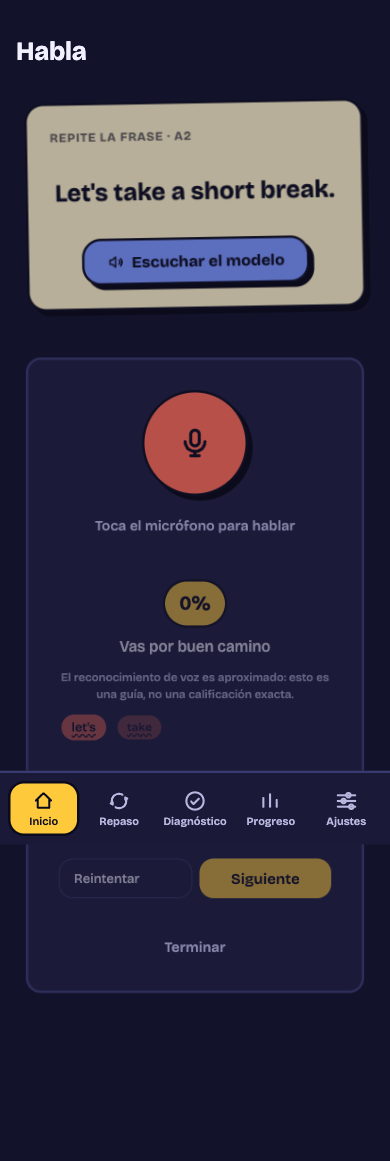 Habla
REPITE LA FRASE · A2
Let's take a short break.
Escuchar el modelo
Toca el micrófono para hablar
0%
Vas por buen camino
El reconocimiento de voz es aproximado: esto es
una guía, no una calificación exacta.
let's take
Inicio Repaso Diagnóstico Progreso Ajustes
Reintentar Siguiente
Terminar